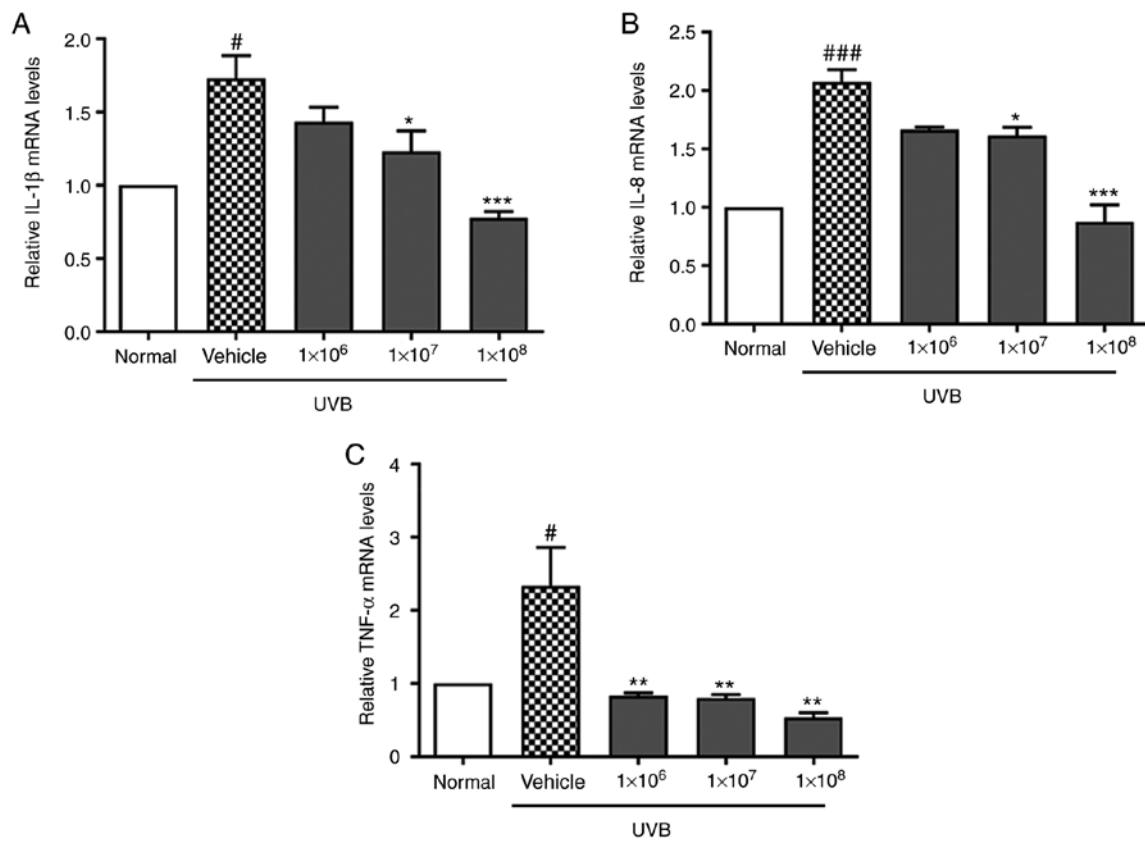 A
Relative IL-1β mRNA levels
2.0
1.5
1.0
0.5
0.0
#
*
***
Normal Vehicle 1×10⁶ 1×10⁷ 1×10⁸
UVB
B
Relative IL-8 mRNA levels
2.5
2.0
1.5
1.0
0.5
0.0
###
*
***
Normal Vehicle 1×10⁶ 1×10⁷ 1×10⁸
UVB
C
Relative TNF-α mRNA levels
4
3
2
1
0
#
** ** **
Normal Vehicle 1×10⁶ 1×10⁷ 1×10⁸
UVB